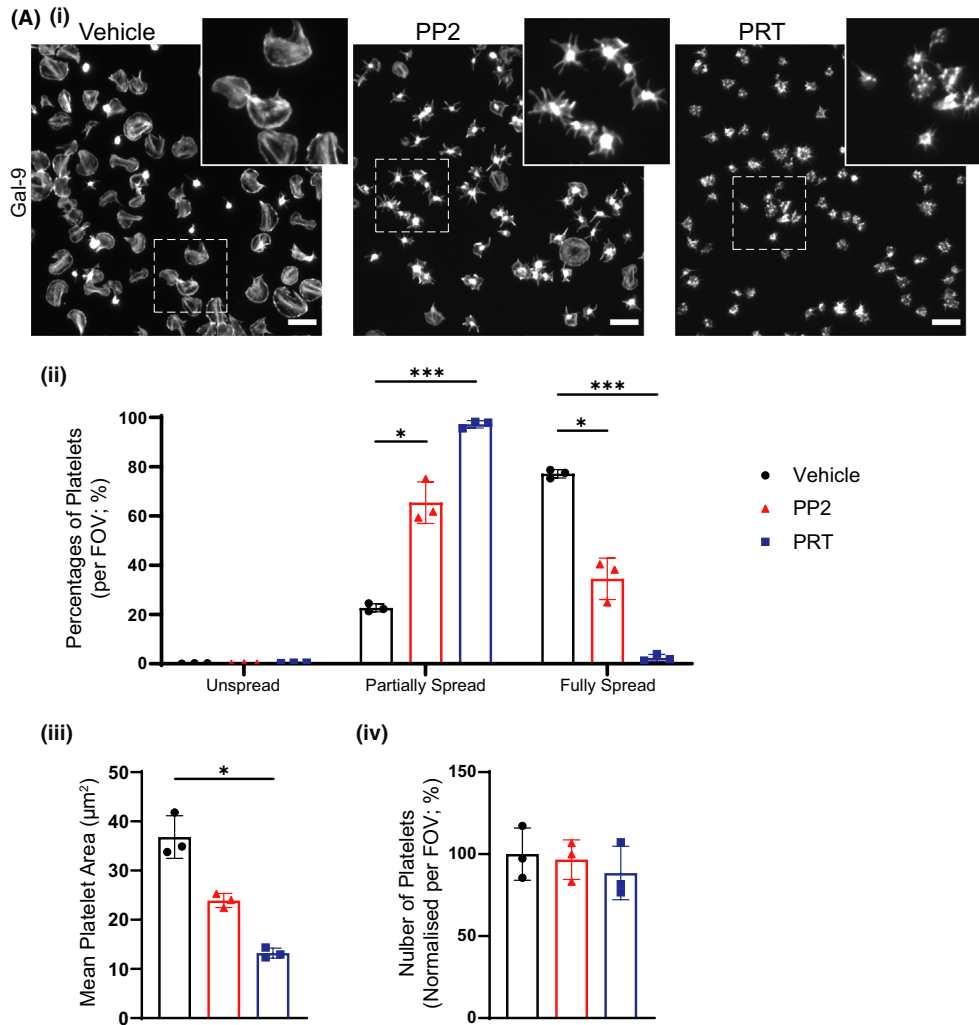 (A) (i) Vehicle PP2 PRT
Gal-9
(ii)
*** ***
* *
100
80
60
40
20
0
Percentages of Platelets
(per FOV; %)
Unspread Partially Spread Fully Spread
Vehicle
PP2
PRT
(iii)
*
50
40
30
20
10
0
Mean Platelet Area (µm²)
(iv)
150
100
50
0
Nulber of Platelets
(Normalised per FOV; %)